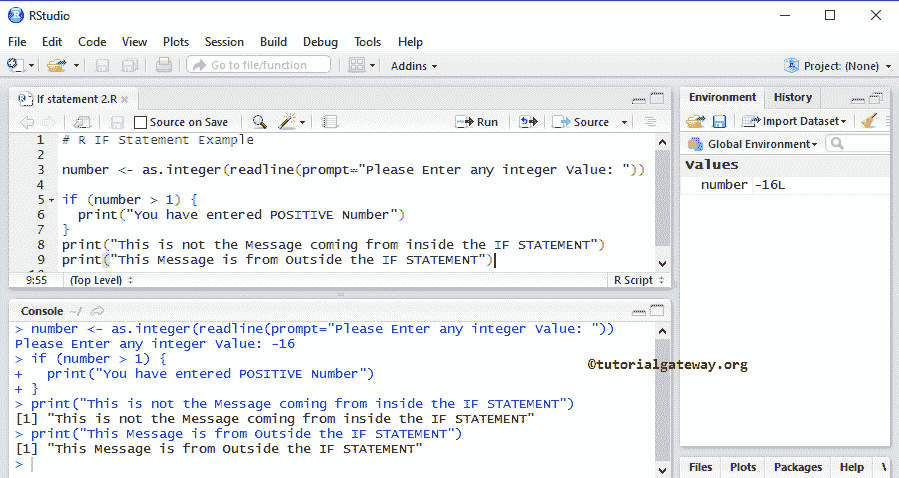 RStudio
File Edit Code View Plots Session Build Debug Tools Help
Go to file/function Addins Project: (None)
If statement 2.R
Source on Save Run Source
1 # R IF Statement Example
2
3 number <- as.integer(readline(prompt="Please Enter any integer Value: "))
4
5 if (number > 1) {
6 print("You have entered POSITIVE Number")
7 }
8 print("This is not the Message coming from inside the IF STATEMENT")
9 print("This Message is from Outside the IF STATEMENT")
9:55 (Top Level) R Script
Console ~/
> number <- as.integer(readline(prompt="Please Enter any integer Value: "))
Please Enter any integer Value: -16
> if (number > 1) {
+ print("You have entered POSITIVE Number")
+ }
> print("This is not the Message coming from inside the IF STATEMENT")
[1] "This is not the Message coming from inside the IF STATEMENT"
> print("This Message is from Outside the IF STATEMENT")
[1] "This Message is from Outside the IF STATEMENT"
>
Environment History
Import Dataset
Global Environment
Values
number -16L
©tutorialgateway.org
Files Plots Packages Help